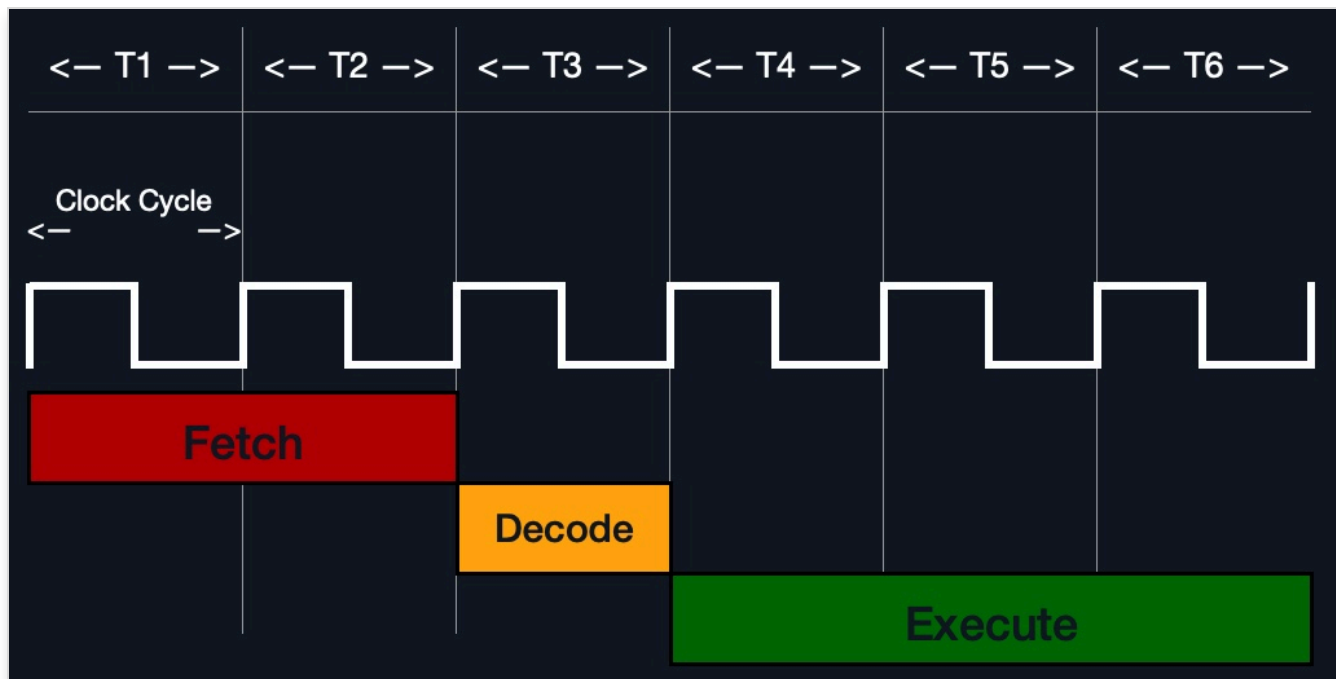 <— T1 —> <— T2 —> <— T3 —> <— T4 —> <— T5 —> <— T6 —>
Clock Cycle
<— —>
Fetch
Decode
Execute